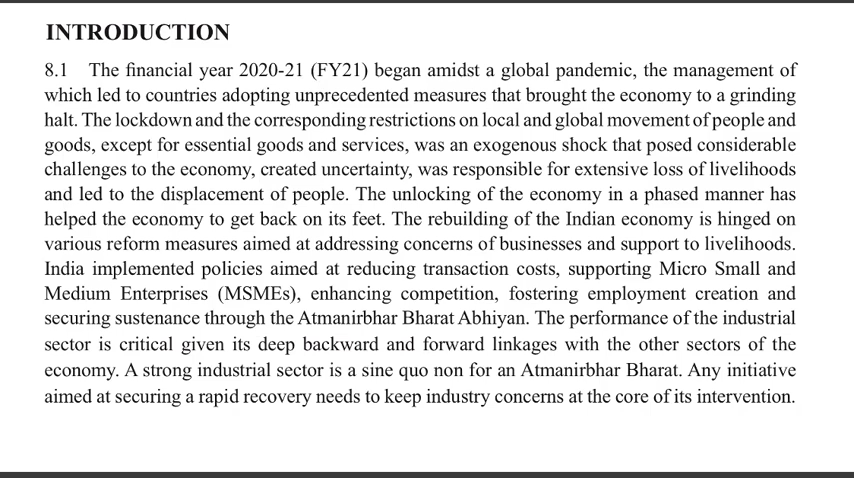 INTRODUCTION
8.1 The financial year 2020-21 (FY21) began amidst a global pandemic, the management of
which led to countries adopting unprecedented measures that brought the economy to a grinding
halt. The lockdown and the corresponding restrictions on local and global movement of people and
goods, except for essential goods and services, was an exogenous shock that posed considerable
challenges to the economy, created uncertainty, was responsible for extensive loss of livelihoods
and led to the displacement of people. The unlocking of the economy in a phased manner has
helped the economy to get back on its feet. The rebuilding of the Indian economy is hinged on
various reform measures aimed at addressing concerns of businesses and support to livelihoods.
India implemented policies aimed at reducing transaction costs, supporting Micro Small and
Medium Enterprises (MSMEs), enhancing competition, fostering employment creation and
securing sustenance through the Atmanirbhar Bharat Abhiyan. The performance of the industrial
sector is critical given its deep backward and forward linkages with the other sectors of the
economy. A strong industrial sector is a sine quo non for an Atmanirbhar Bharat. Any initiative
aimed at securing a rapid recovery needs to keep industry concerns at the core of its intervention.